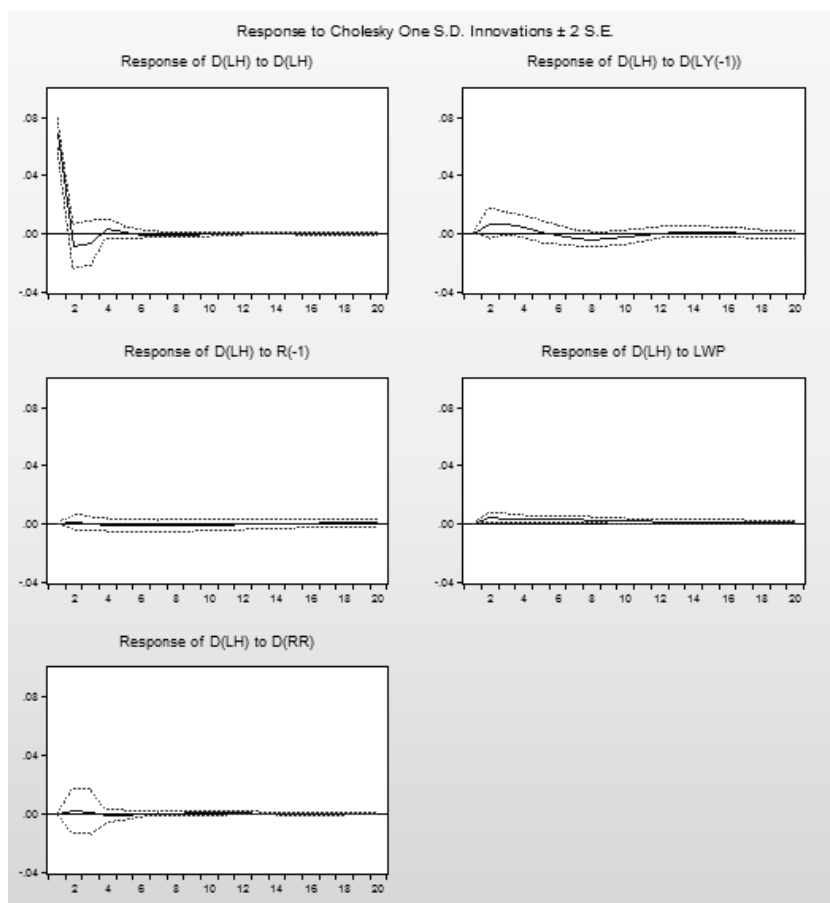 Response to Cholesky One S.D. Innovations ± 2 S.E.
Response of D(LH) to D(LH)
.08
.04
.00
-.04
2 4 6 8 10 12 14 16 18 20
Response of D(LH) to D(LY(-1))
.08
.04
.00
-.04
2 4 6 8 10 12 14 16 18 20
Response of D(LH) to R(-1)
.08
.04
.00
-.04
2 4 6 8 10 12 14 16 18 20
Response of D(LH) to LWP
.08
.04
.00
-.04
2 4 6 8 10 12 14 16 18 20
Response of D(LH) to D(RR)
.08
.04
.00
-.04
2 4 6 8 10 12 14 16 18 20